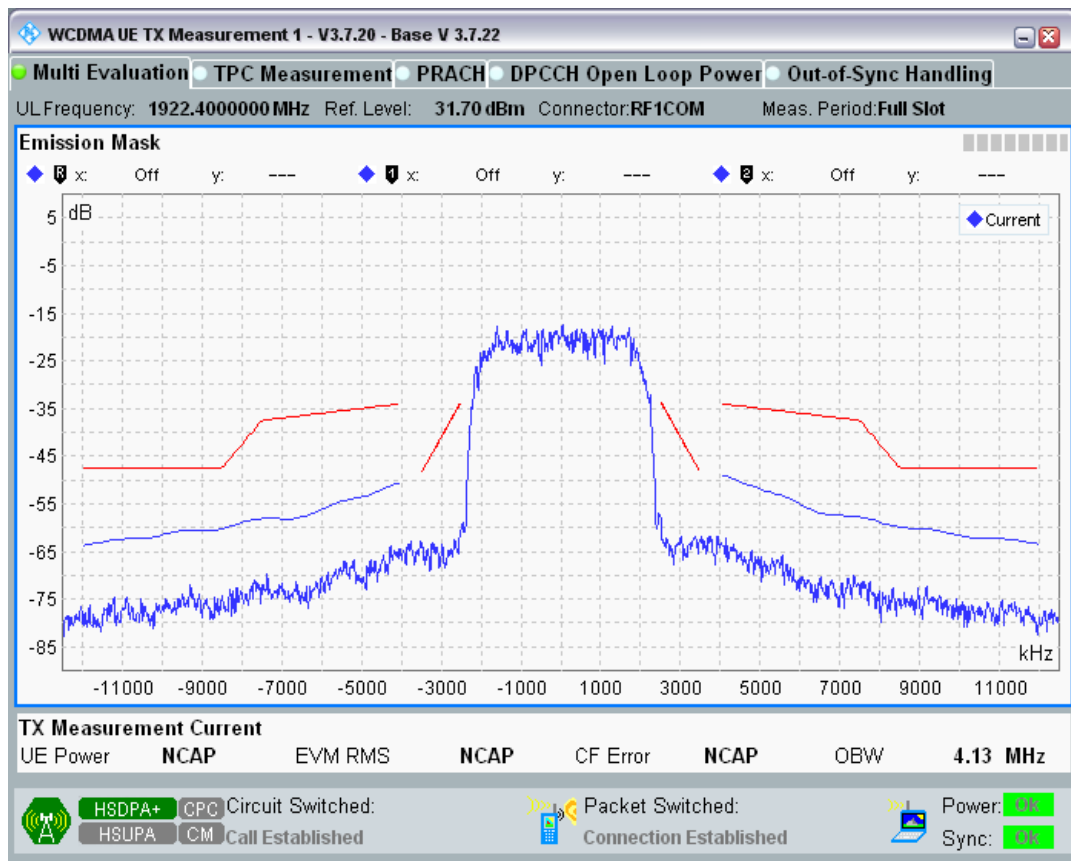 WCDMA UE TX Measurement 1 - V3.7.20 - Base V 3.7.22
Multi Evaluation TPC Measurement PRACH DPCCH Open Loop Power Out-of-Sync Handling
UL Frequency: 1922.4000000 MHz Ref. Level: 31.70 dBm Connector: RF1COM Meas. Period: Full Slot
Emission Mask
R x: Off y: --- 1 x: Off y: --- 2 x: Off y: ---
dB
Current
5
-5
-15
-25
-35
-45
-55
-65
-75
-85
kHz
-11000 -9000 -7000 -5000 -3000 -1000 1000 3000 5000 7000 9000 11000
TX Measurement Current
UE Power NCAP EVM RMS NCAP CF Error NCAP OBW 4.13 MHz
HSDPA+ CPC Circuit Switched: Packet Switched: Power: OK
HSUPA CM Call Established Connection Established Sync: OK